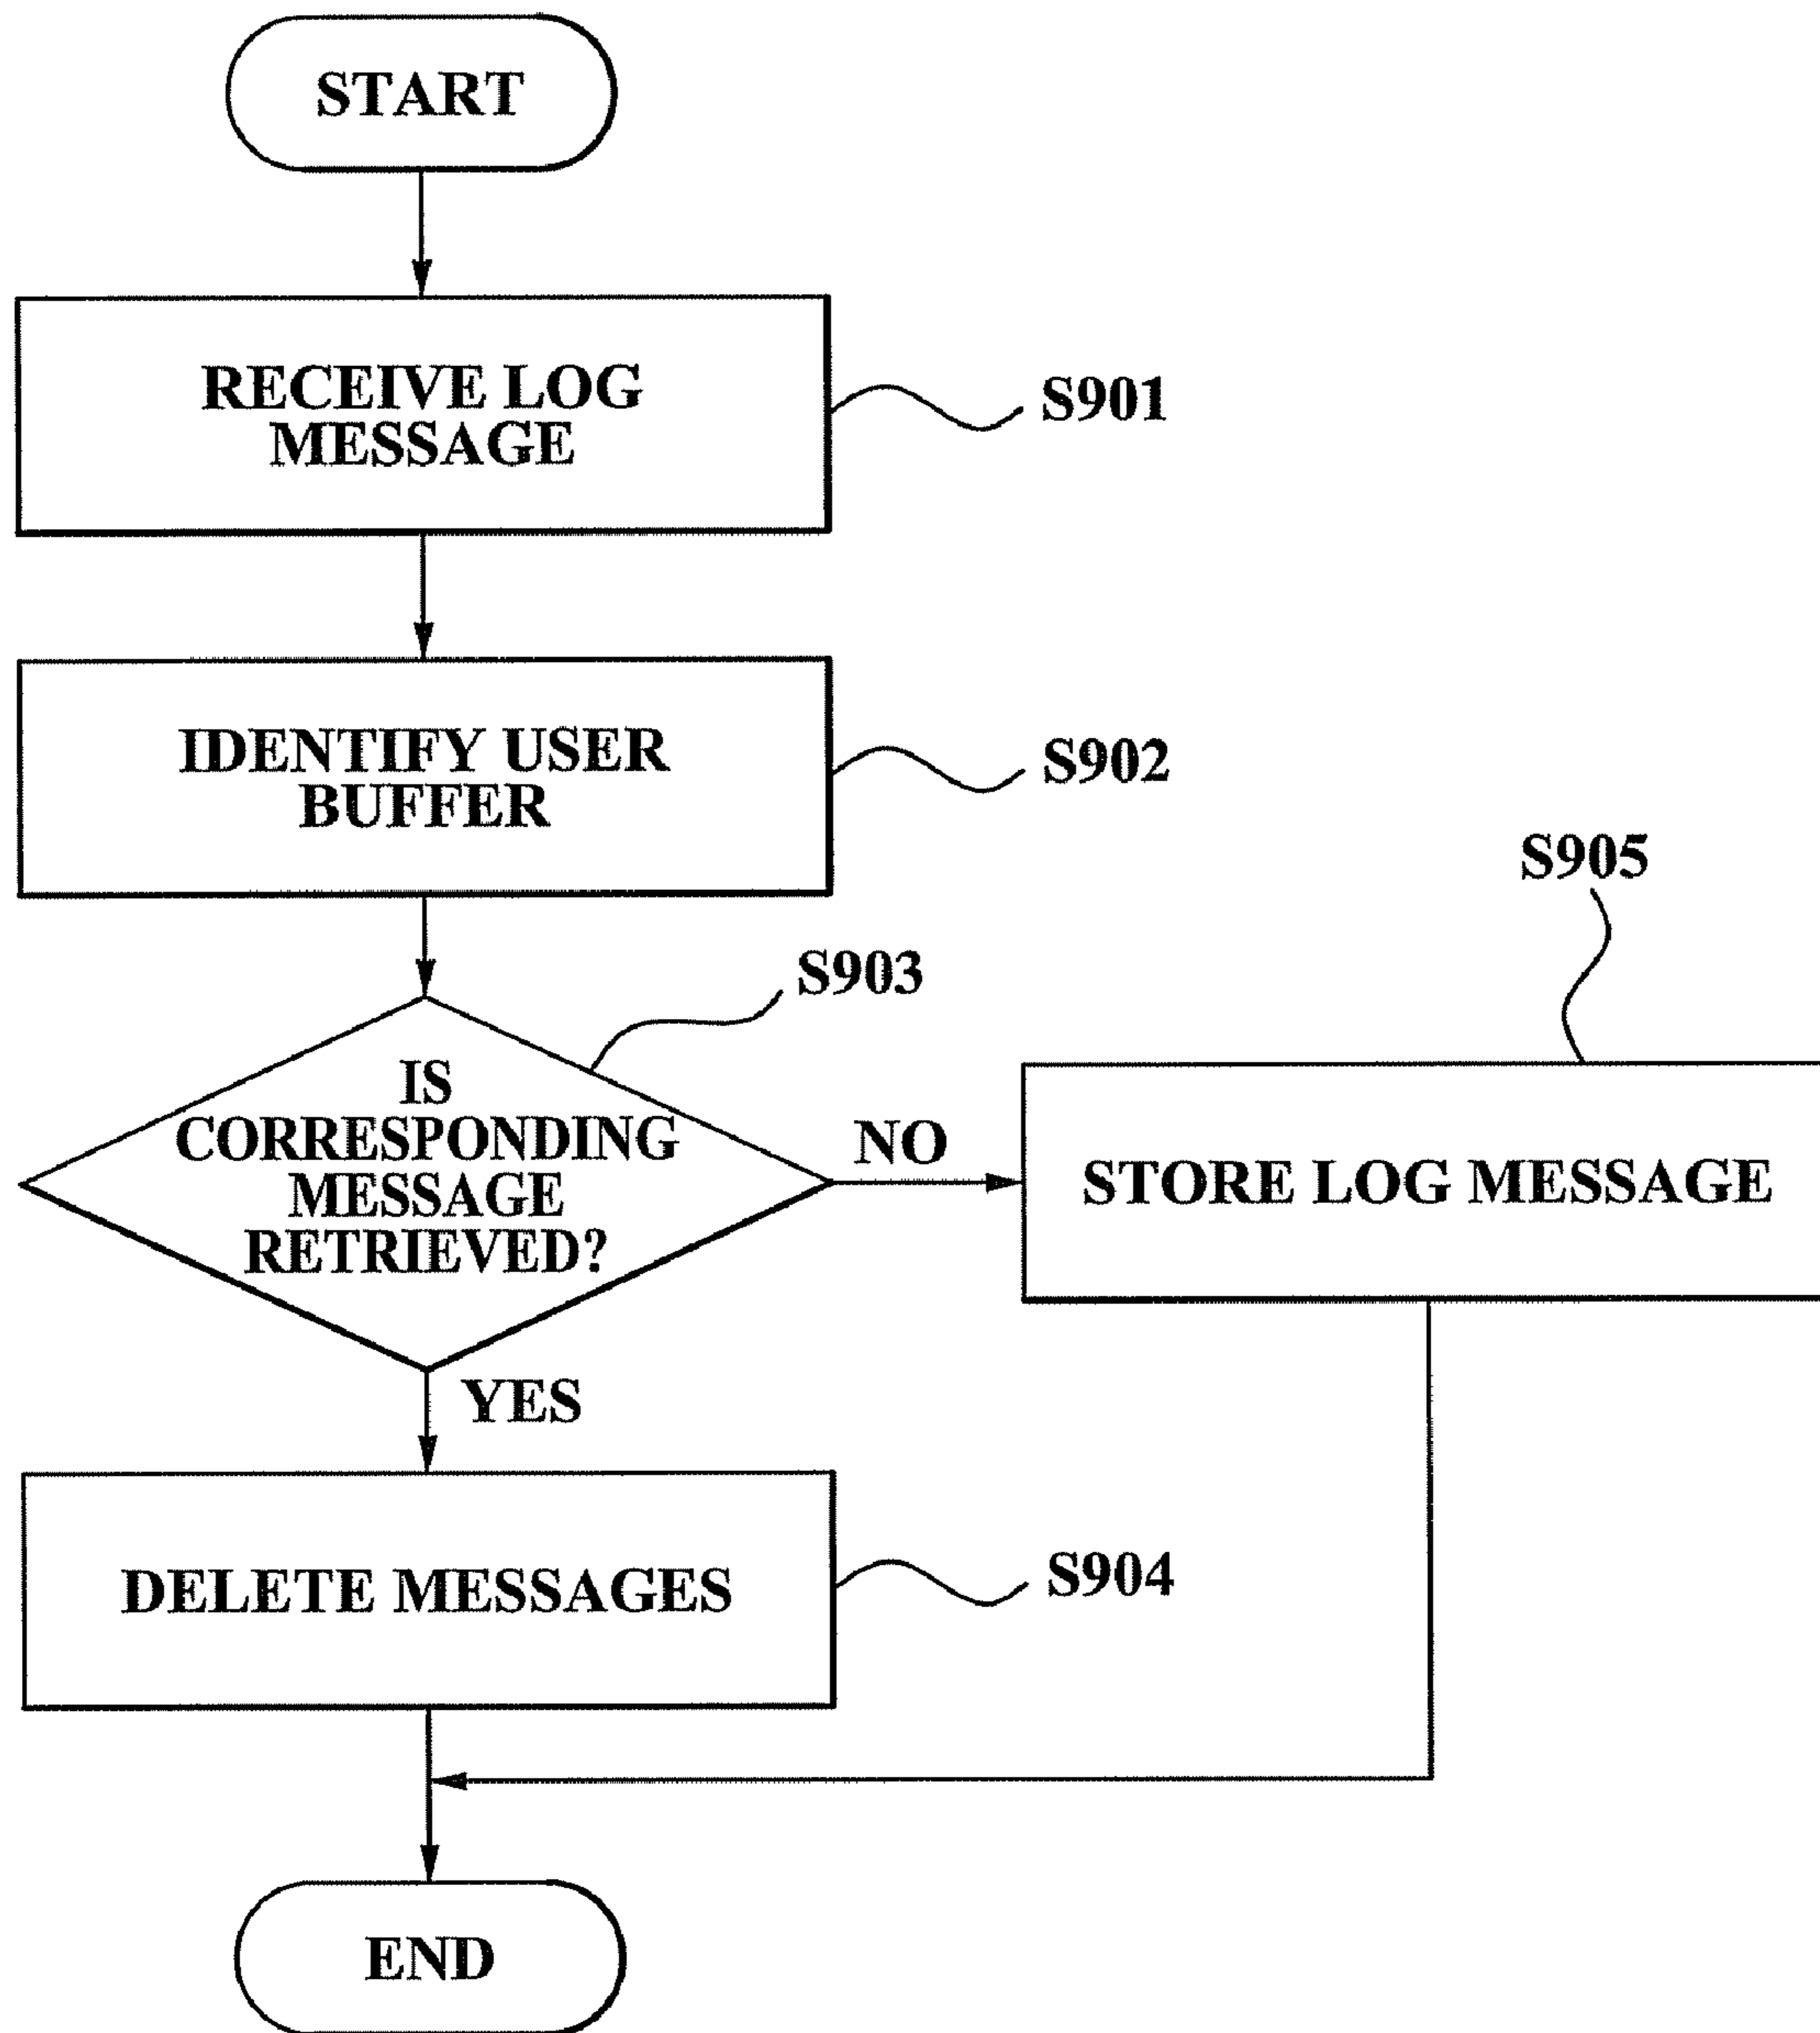 START
RECEIVE LOG
MESSAGE
S901
IDENTIFY USER
BUFFER
S902
S905
S903
IS
CORRESPONDING
MESSAGE
RETRIEVED?
NO
STORE LOG MESSAGE
YES
DELETE MESSAGES
S904
END